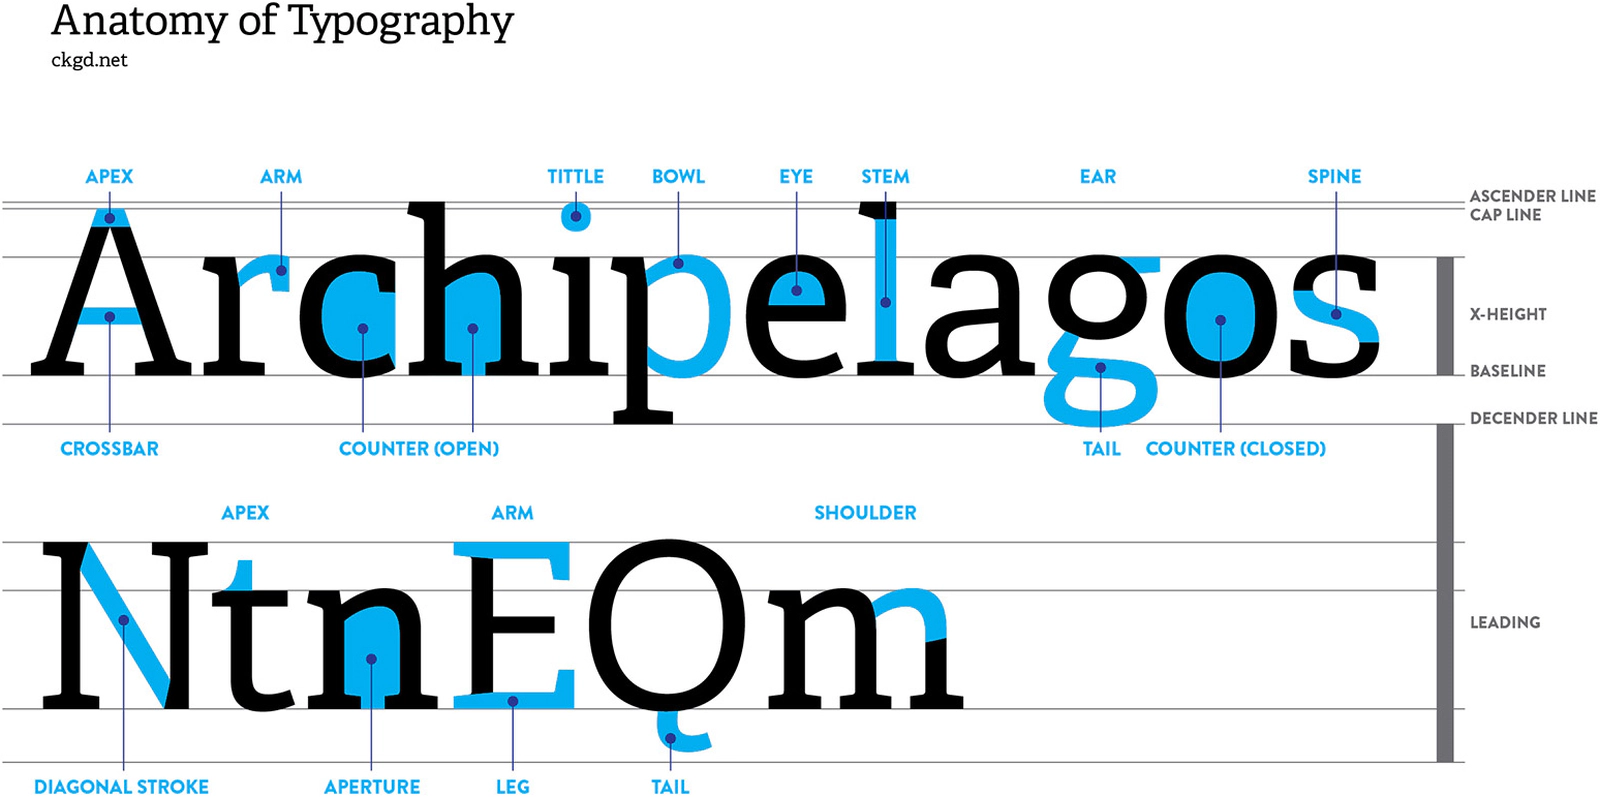 Anatomy of Typography
ckgd.net
APEX ARM TITTLE BOWL EYE STEM EAR SPINE
ASCENDER LINE
CAP LINE
Archipelagos
X-HEIGHT
BASELINE
DECENDER LINE
CROSSBAR COUNTER (OPEN) TAIL COUNTER (CLOSED)
APEX ARM SHOULDER
NtnEQm
LEADING
DIAGONAL STROKE APERTURE LEG TAIL